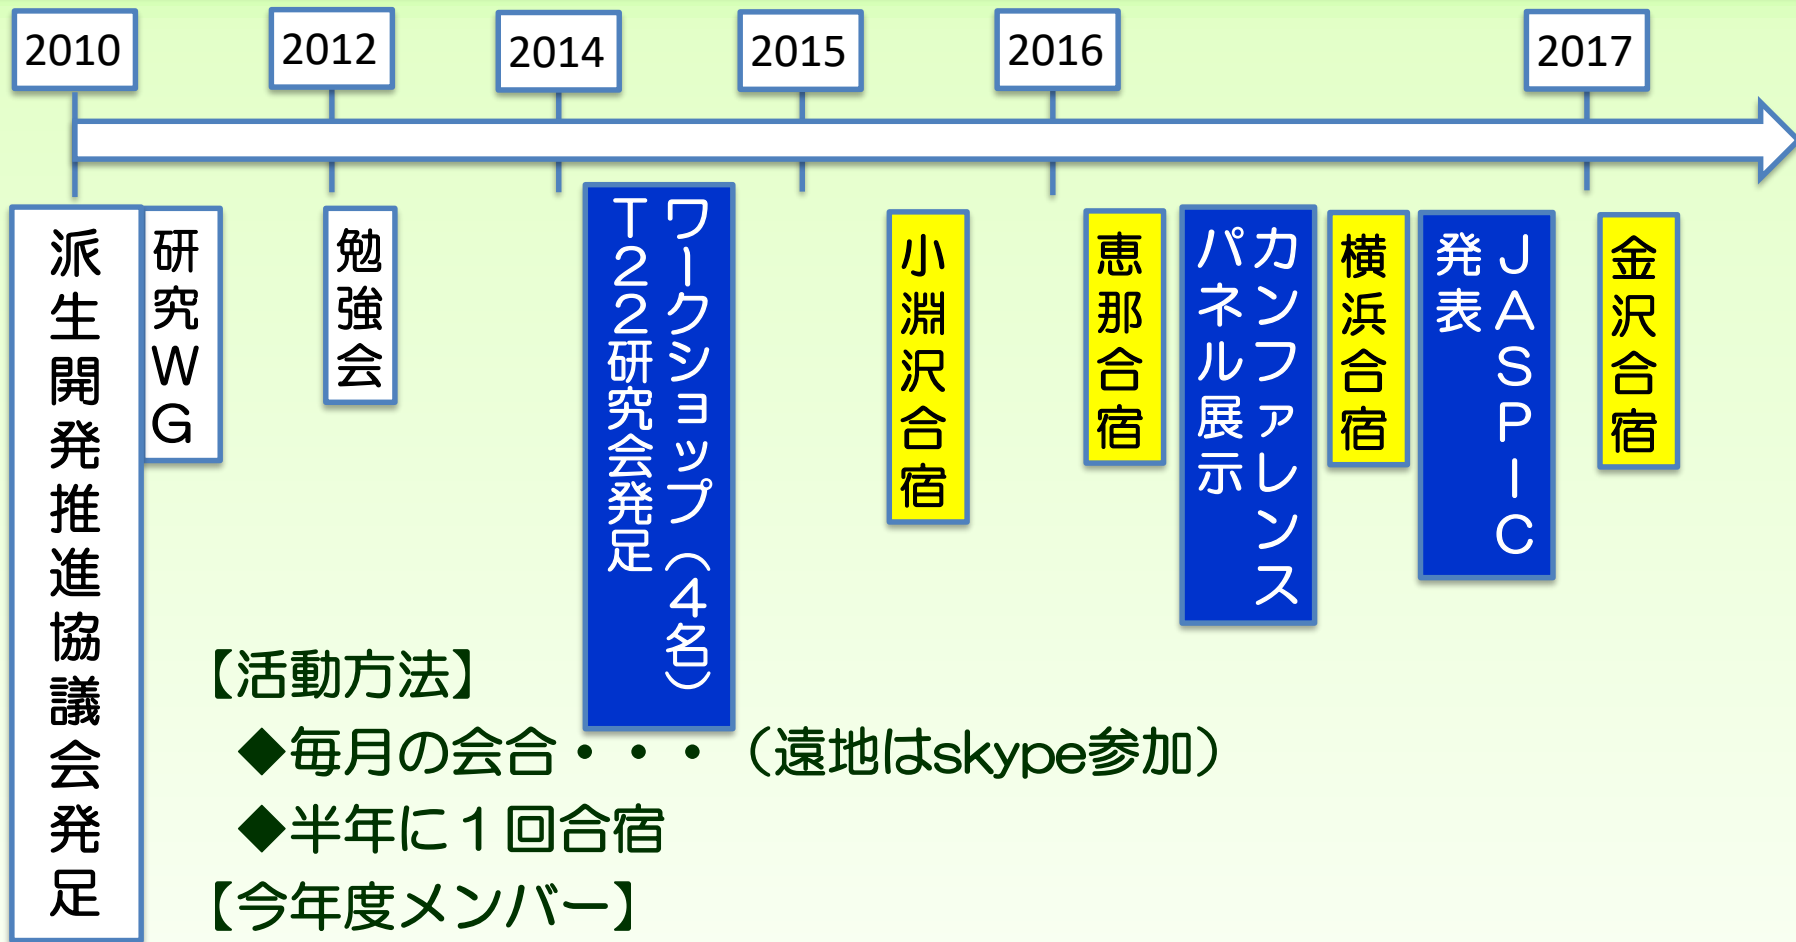 2010
2012
2014
2015
2016
2017
派生開発推進協議会発足
研究WG
勉強会
ワークショップ（４名）
Ｔ２２研究会発足
小淵沢合宿
恵那合宿
カンファレンス
パネル展示
横浜合宿
ＪＡＳＰＩＣ
発表
金沢合宿
【活動方法】
◆毎月の会合・・・（遠地はskype参加）
◆半年に１回合宿
【今年度メンバー】